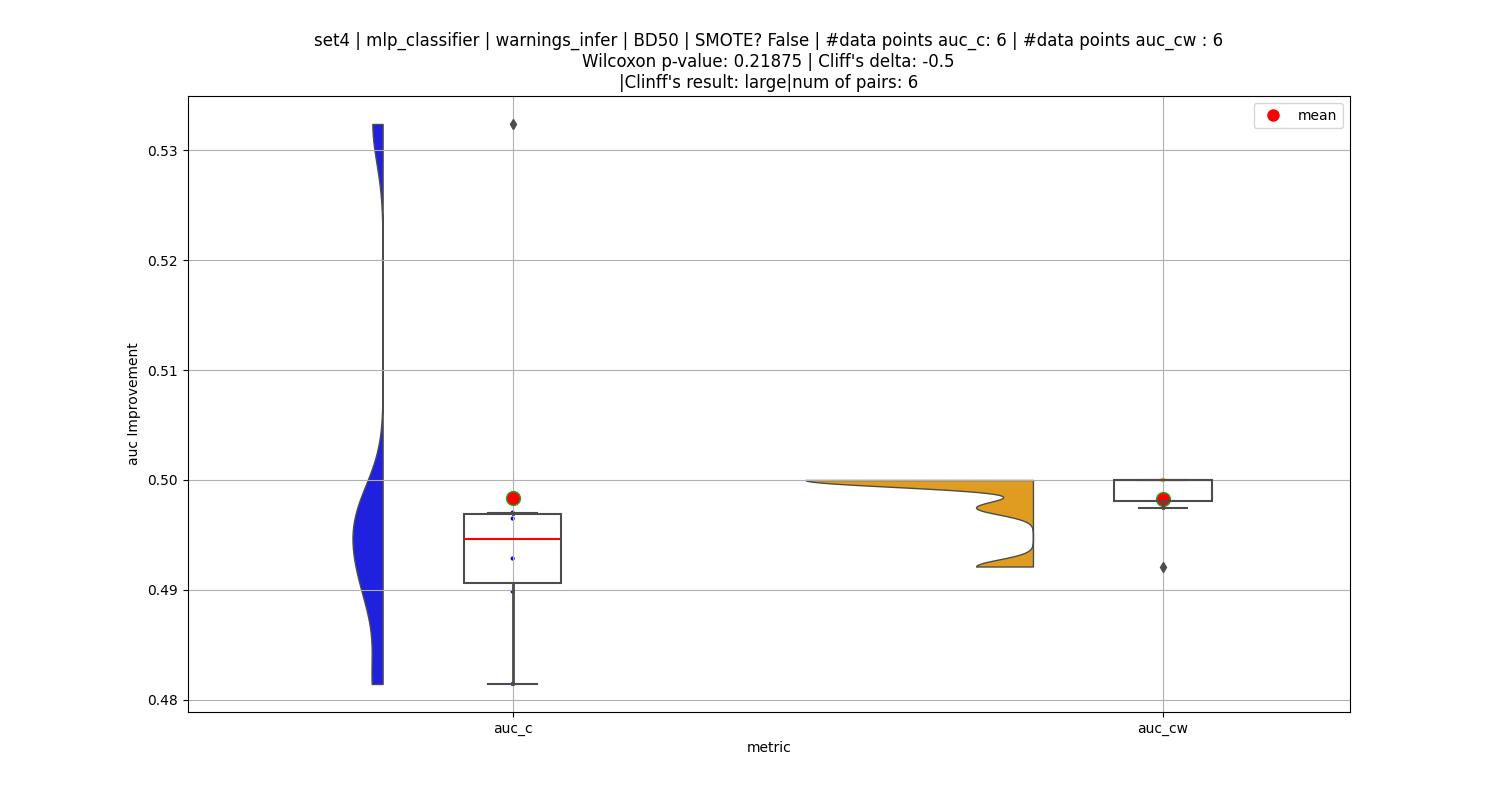 set4 | mlp_classifier | warnings_infer | BD50 | SMOTE? False | #data points auc_c: 6 | #data points auc_cw : 6
Wilcoxon p-value: 0.21875 | Cliff's delta: -0.5
|Clinff's result: large|num of pairs: 6
mean
0.53
0.52
0.51
0.50
0.49
0.48
auc Improvement
auc_c
auc_cw
metric